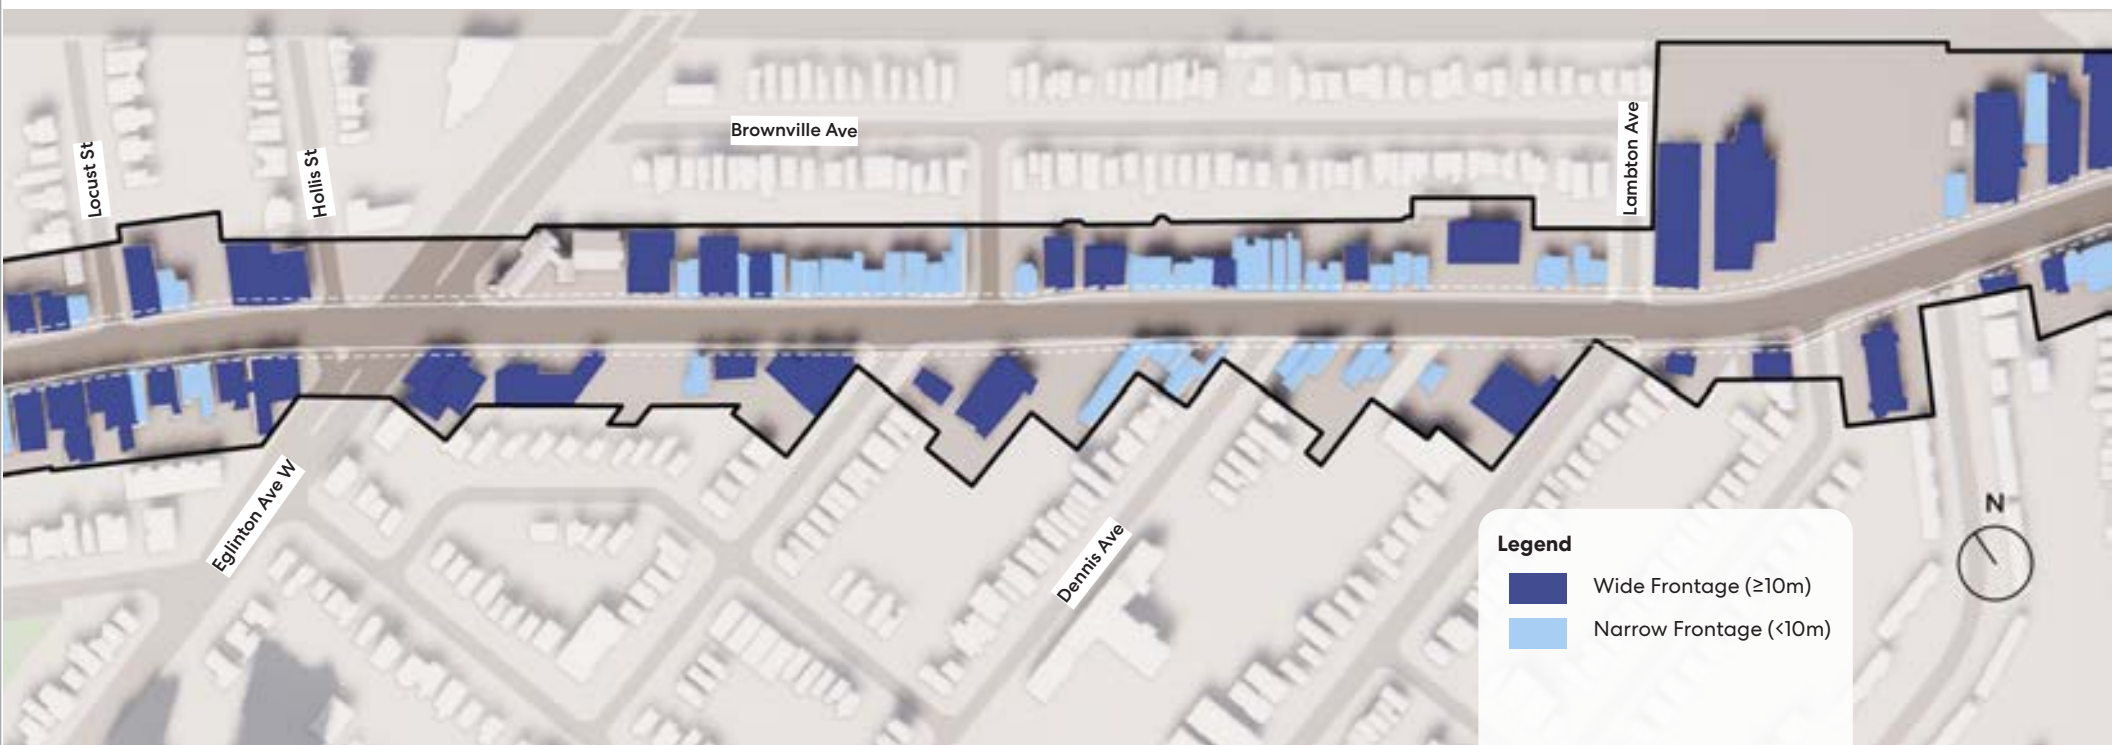 Locust St
Hollis St
Brownville Ave
Lambton Ave
Eglinton Ave W
Dennis Ave
N
Legend
Wide Frontage (≥10m)
Narrow Frontage (<10m)